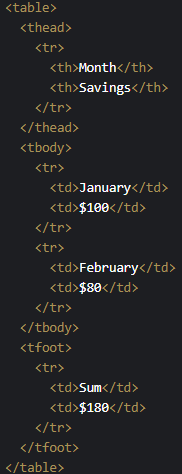 <table>
  <thead>
    <tr>
      <th>Month</th>
      <th>Savings</th>
    </tr>
  </thead>
  <tbody>
    <tr>
      <td>January</td>
      <td>$100</td>
    </tr>
    <tr>
      <td>February</td>
      <td>$80</td>
    </tr>
  </tbody>
  <tfoot>
    <tr>
      <td>Sum</td>
      <td>$180</td>
    </tr>
  </tfoot>
</table>